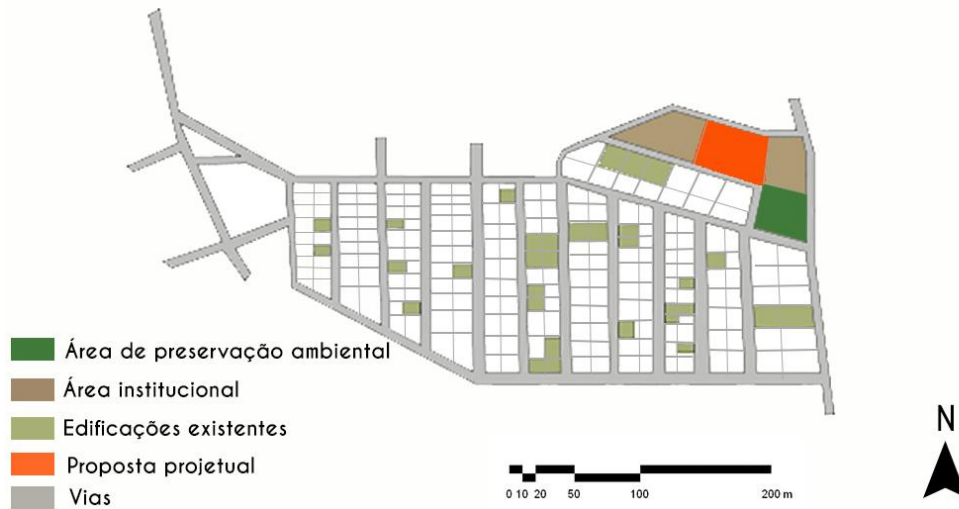 Área de preservação ambiental
Área institucional
Edificações existentes
Proposta projetual
Vias
0 10 20 50 100 200 m
N